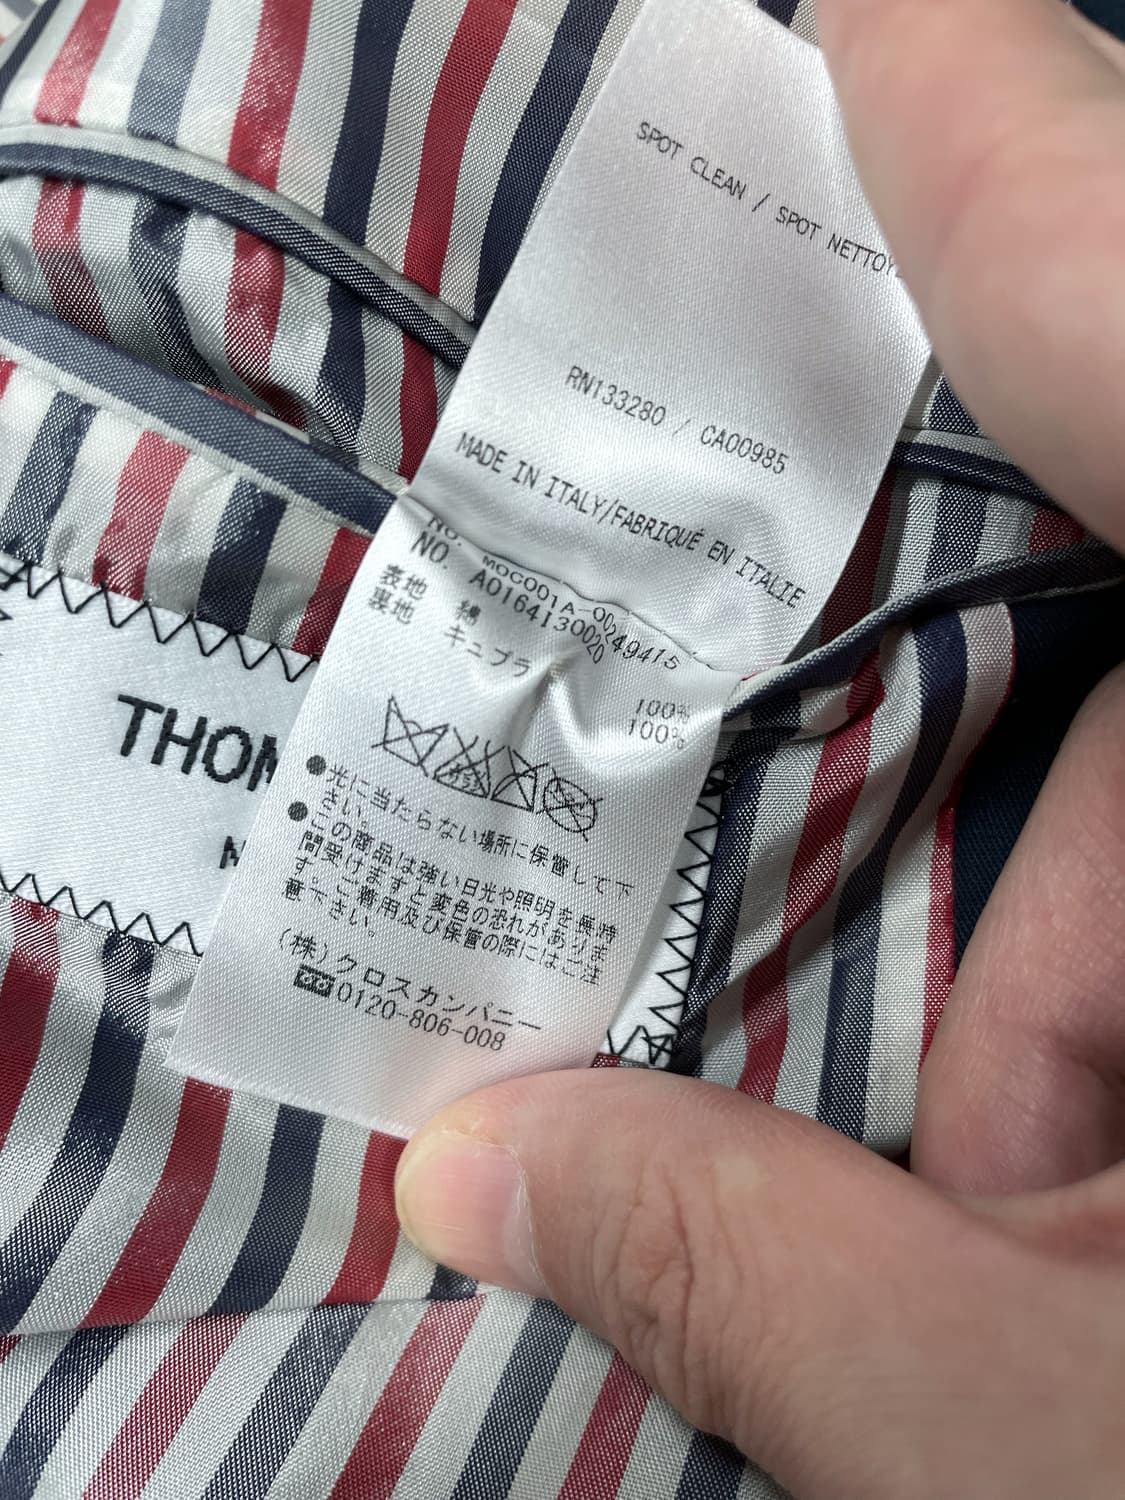 SPOT CLEAN / SPOT NETTOY
RN133280 / CA00985
MADE IN ITALY/FABRIQUÉ EN ITALIE
NO. MOC001A-00249415
NO. A0164130020
表地 綿 100%
裏地 キュプラ 100%
●光に当たらない場所に保管して下
さい。
●この商品は強い日光や照明を長時
間受けますと変色の恐れがありま
す。ご着用及び保管の際にはご注
意下さい。
(株)クロスカンパニー
0120-806-008
THOM
N